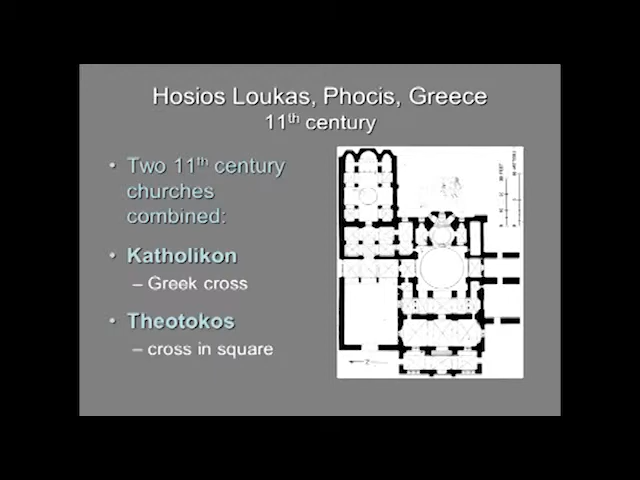 Hosios Loukas, Phocis, Greece
11th century
• Two 11th century
churches
combined:
• Katholikon
– Greek cross
• Theotokos
– cross in square